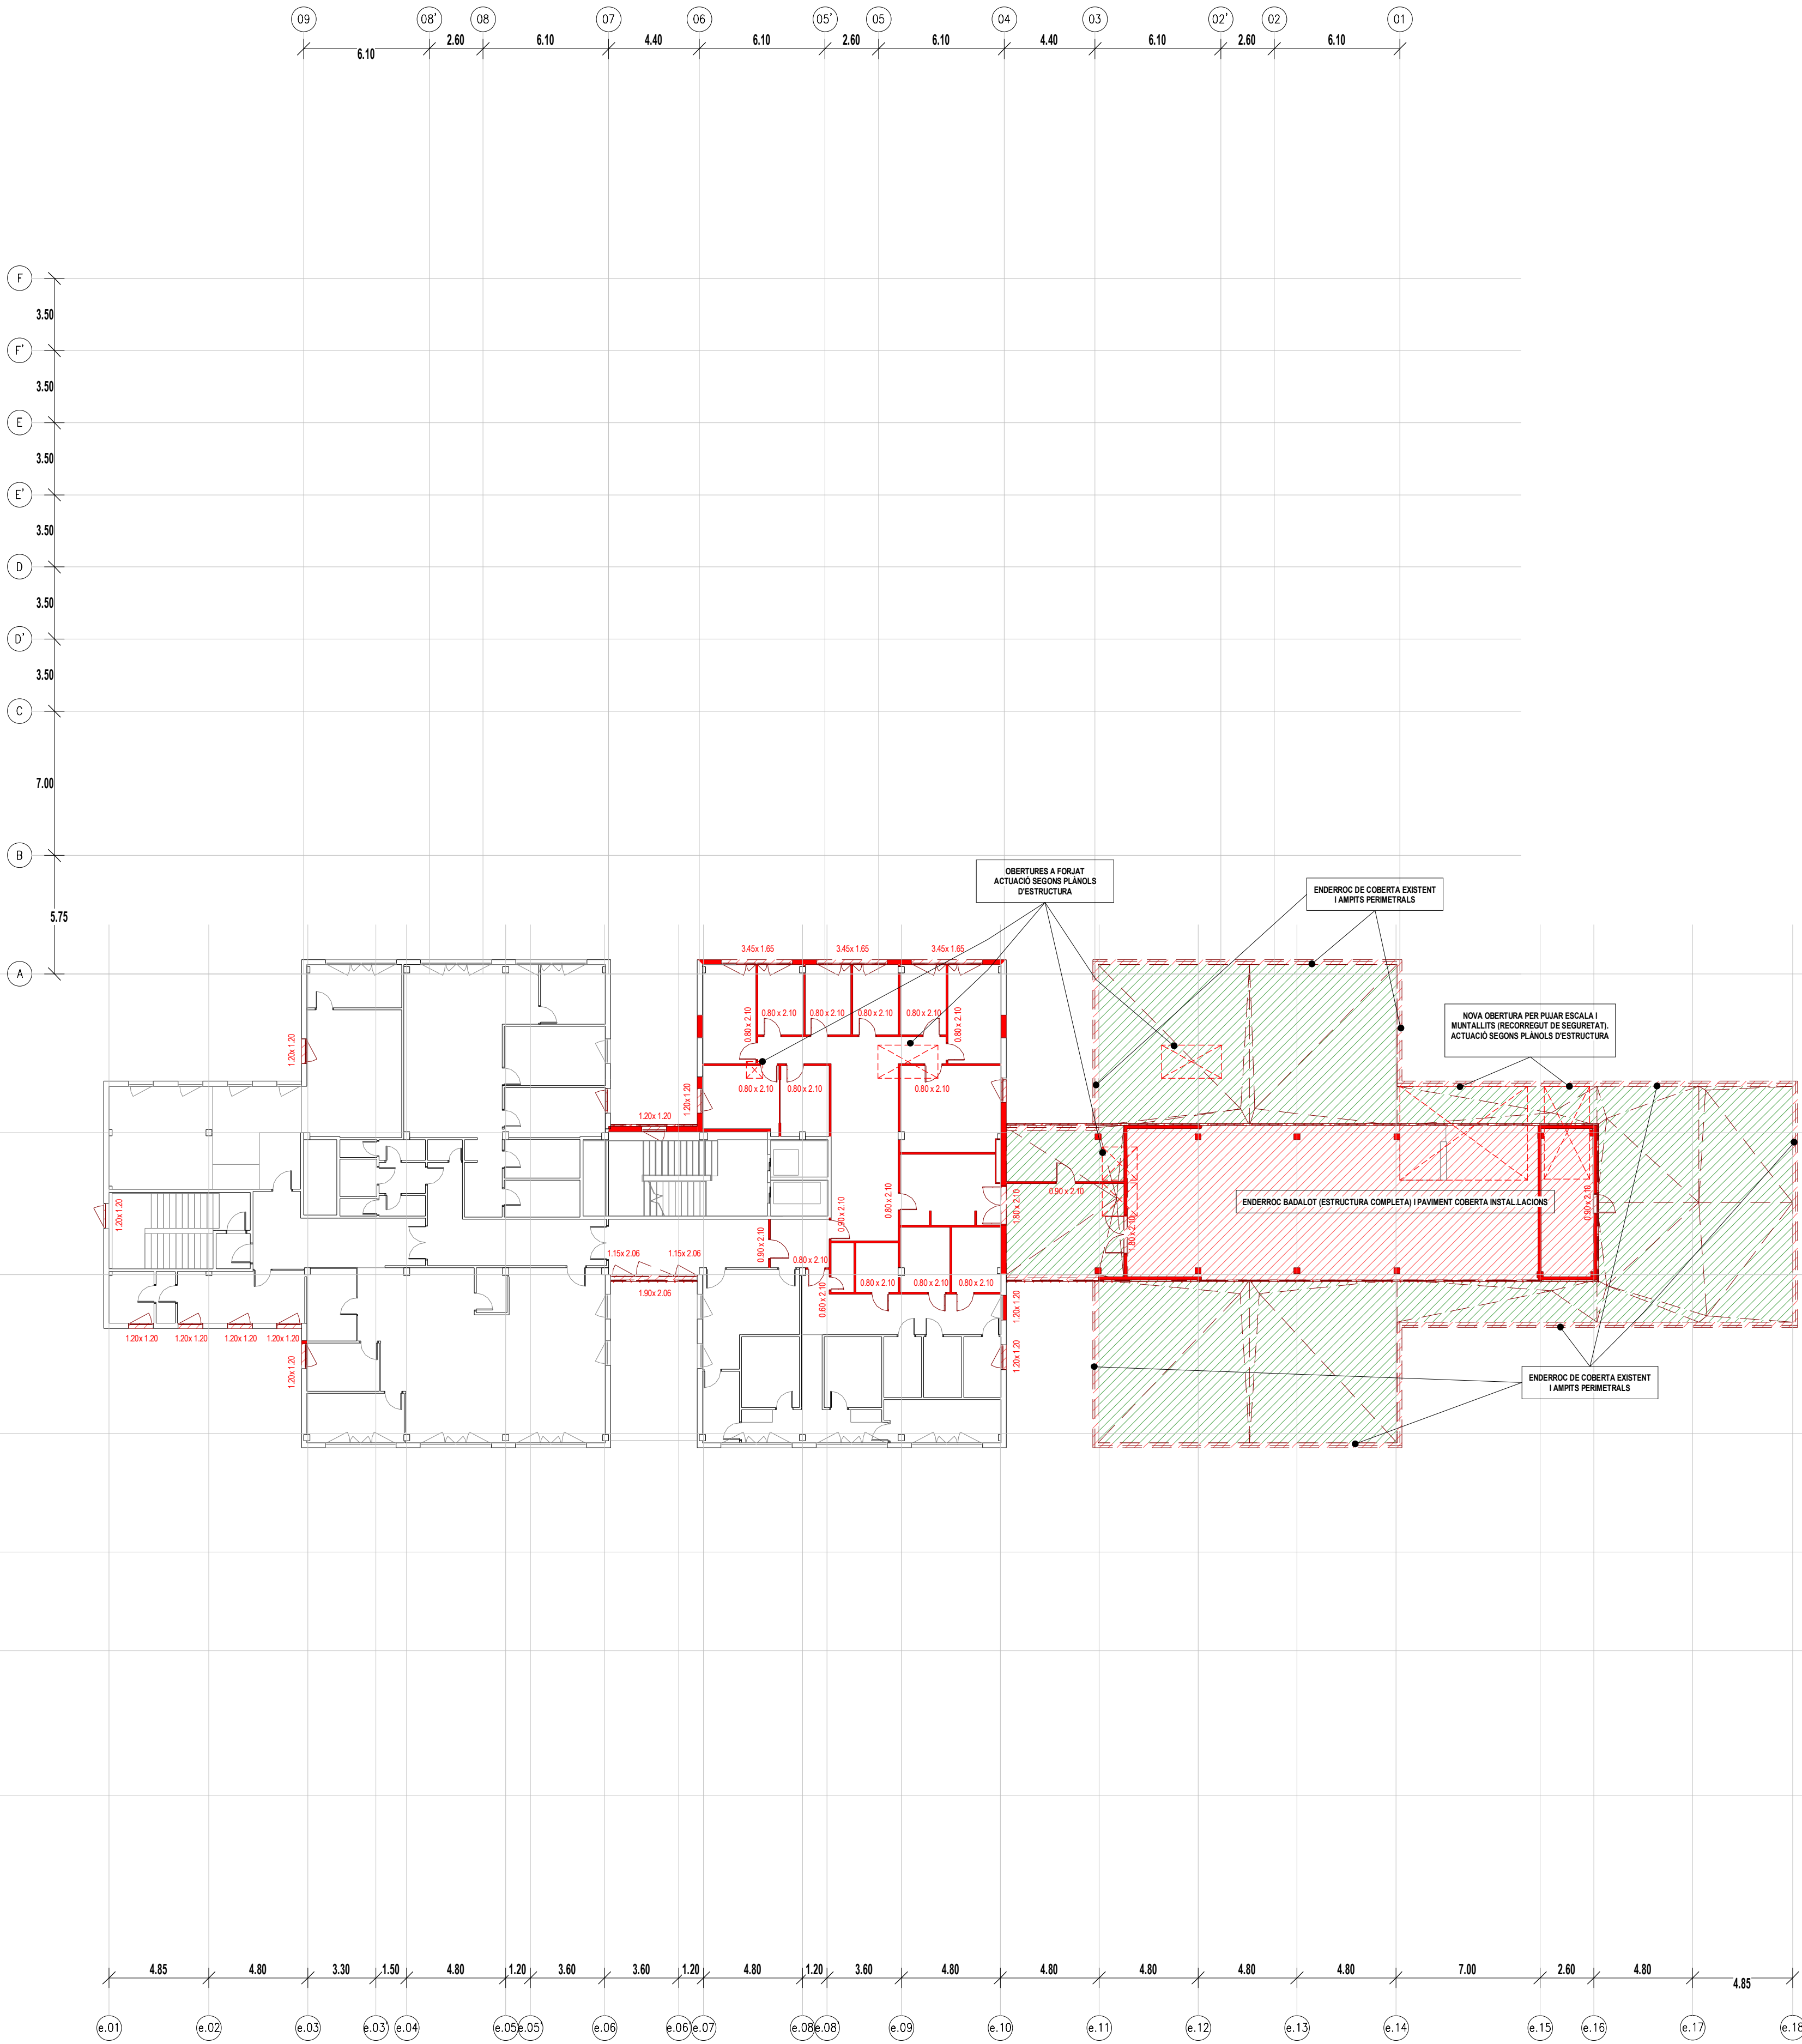 09 08' 08 07 06 05' 05 04 03 02' 02 01
6.10 2.60 6.10 4.40 6.10 2.60 6.10 4.40 6.10 2.60 6.10
F
3.50
F'
3.50
E
3.50
E'
3.50
D
3.50
D'
3.50
C
7.00
B
5.75
A
OBERTURES A FORJAT
ACTUACIÓ SEGONS PLÀNOLS
D'ESTRUCTURA
ENDERROC DE COBERTA EXISTENT
I AMPITS PERIMETRALS
3.45x 1.65 3.45x 1.65 3.45x 1.65
NOVA OBERTURA PER PUJAR ESCALA I
MUNTALLITS (RECORREGUT DE SEGURETAT).
ACTUACIÓ SEGONS PLÀNOLS D'ESTRUCTURA
0.80 x 2.10 0.80 x 2.10 0.80 x 2.10 0.80 x 2.10
0.80 x 2.10
0.80 x 2.10
1.20x 1.20
0.80 x 2.10 0.80 x 2.10 0.80 x 2.10
1.20x 1.20
1.20x 1.20
0.90 x 2.10
ENDERROC BADALOT (ESTRUCTURA COMPLETA) I PAVIMENT COBERTA INSTAL.LACIONS
1.20x 1.20
0.80 x 2.10
1.80 x 2.10
0.90 x 2.10
0.90 x 2.10
0.90 x 2.10
1.80 x 2.10
1.15x 2.06 1.15x 2.06
0.80 x 2.10
0.80 x 2.10 0.80 x 2.10 0.80 x 2.10
1.90x 2.06
0.60 x 2.10
1.20x 1.20
1.20x 1.20 1.20x 1.20 1.20x 1.20 1.20x 1.20
1.20x 1.20
1.20x 1.20
ENDERROC DE COBERTA EXISTENT
I AMPITS PERIMETRALS
4.85 4.80 3.30 1.50 4.80 1.20 3.60 3.60 1.20 4.80 1.20 3.60 4.80 4.80 4.80 4.80 4.80 7.00 2.60 4.80 4.85
e.01 e.02 e.03 e.03' e.04 e.05 e.05' e.06 e.06' e.07 e.08 e.08' e.09 e.10 e.11 e.12 e.13 e.14 e.15 e.16 e.17 e.18